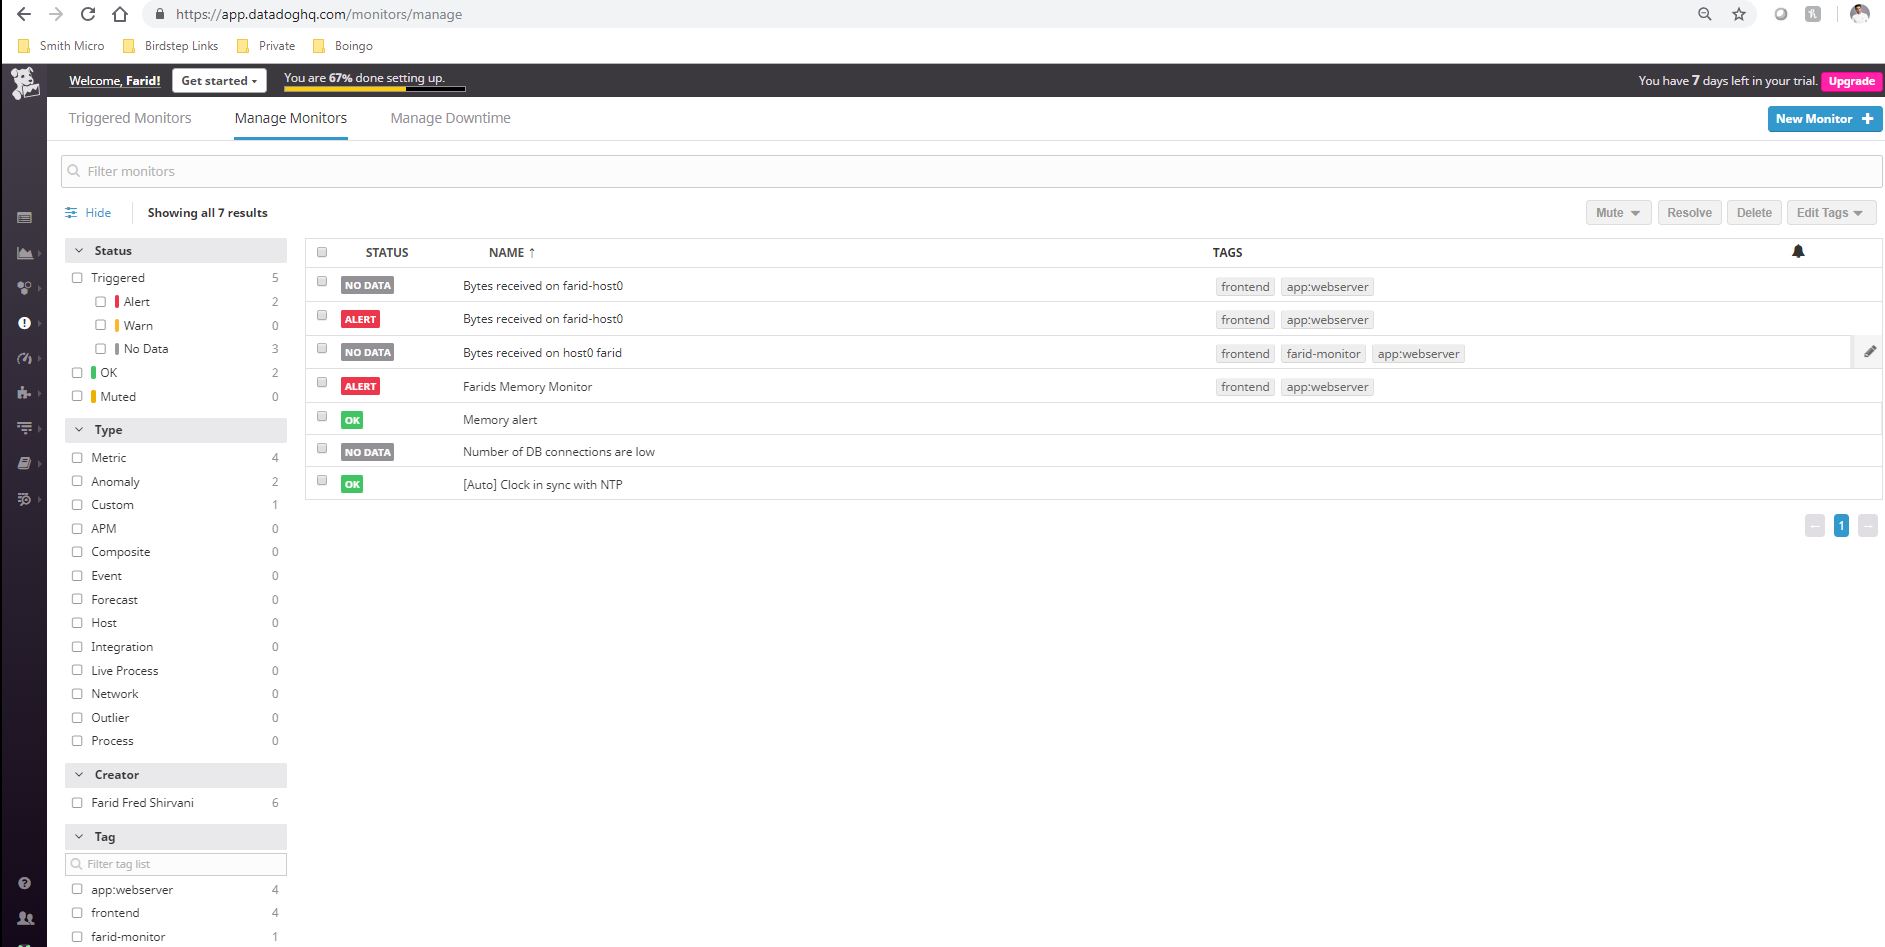 https://app.datadoghq.com/monitors/manage
Smith Micro Birdstep Links Private Boingo
Welcome, Farid! Get started You are 67% done setting up. You have 7 days left in your trial. Upgrade
Triggered Monitors Manage Monitors Manage Downtime New Monitor +
Filter monitors
Hide Showing all 7 results Mute Resolve Delete Edit Tags
Status
Triggered 5
Alert 2
Warn 0
No Data 3
OK 2
Muted 0
Type
Metric 4
Anomaly 2
Custom 1
APM 0
Composite 0
Event 0
Forecast 0
Host 0
Integration 0
Live Process 0
Network 0
Outlier 0
Process 0
Creator
Farid Fred Shirvani 6
Tag
Filter tag list
app:webserver 4
frontend 4
farid-monitor 1
STATUS NAME ↑ TAGS
NO DATA Bytes received on farid-host0 frontend app:webserver
ALERT Bytes received on farid-host0 frontend app:webserver
NO DATA Bytes received on host0 farid frontend farid-monitor app:webserver
ALERT Farids Memory Monitor frontend app:webserver
OK Memory alert
NO DATA Number of DB connections are low
OK [Auto] Clock in sync with NTP
← 1 →